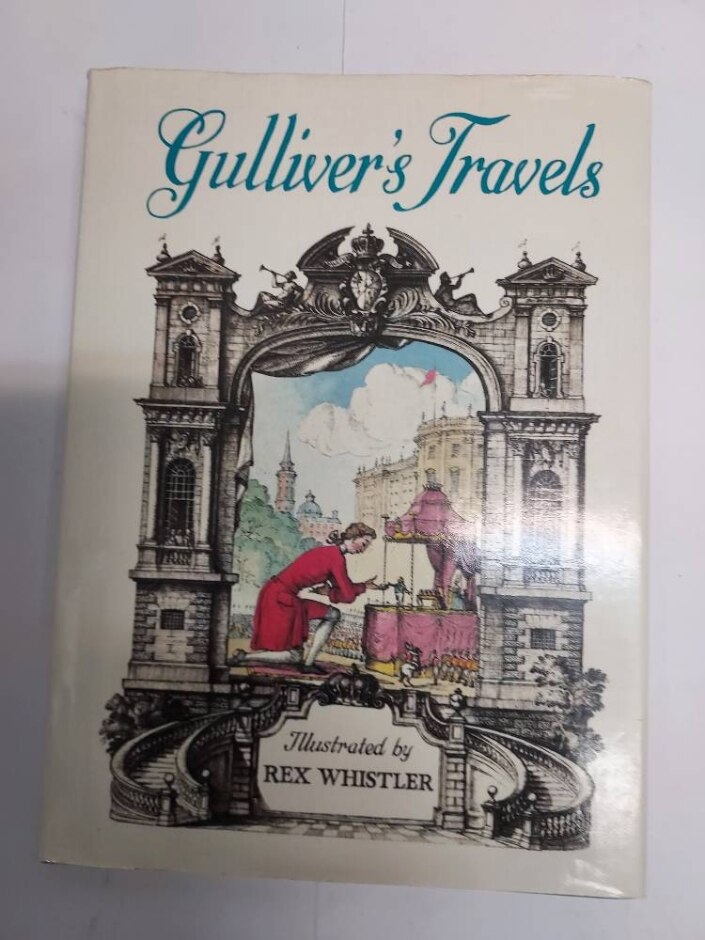 Gulliver's Travels
Illustrated by
REX WHISTLER